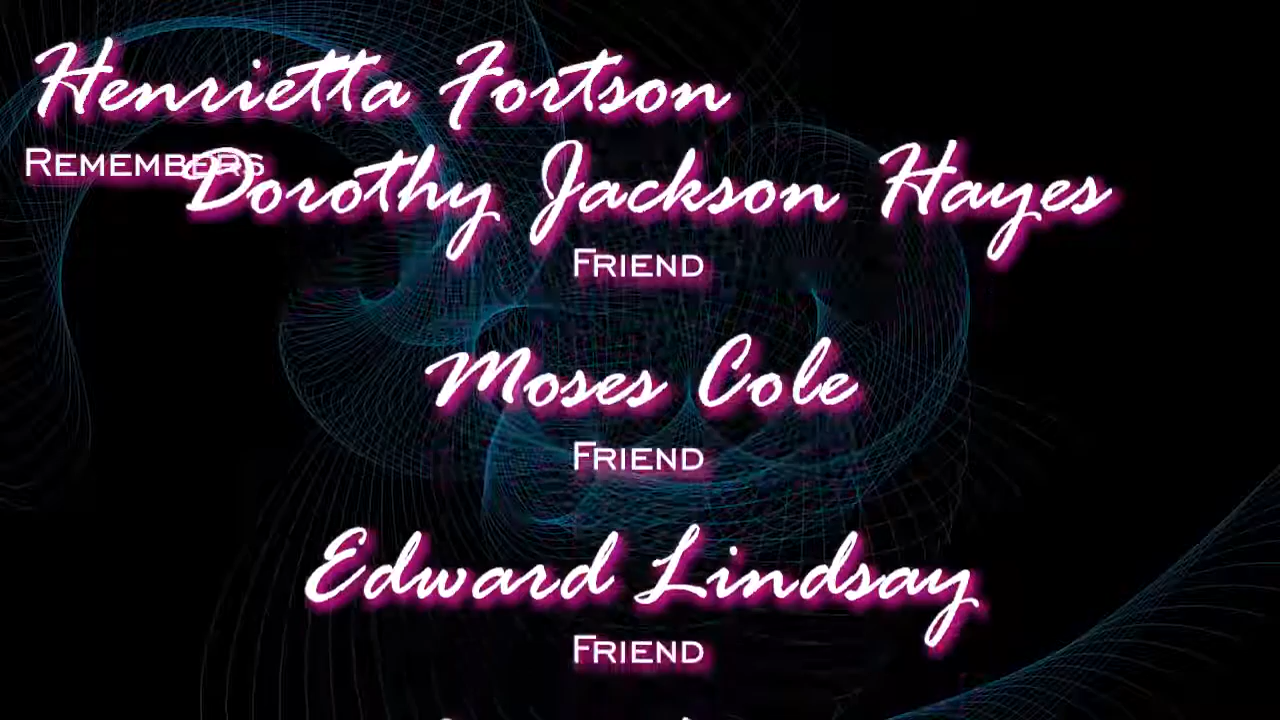 Henrietta Fortson
Remembers
Dorothy Jackson Hayes
Friend
Moses Cole
Friend
Edward Lindsay
Friend